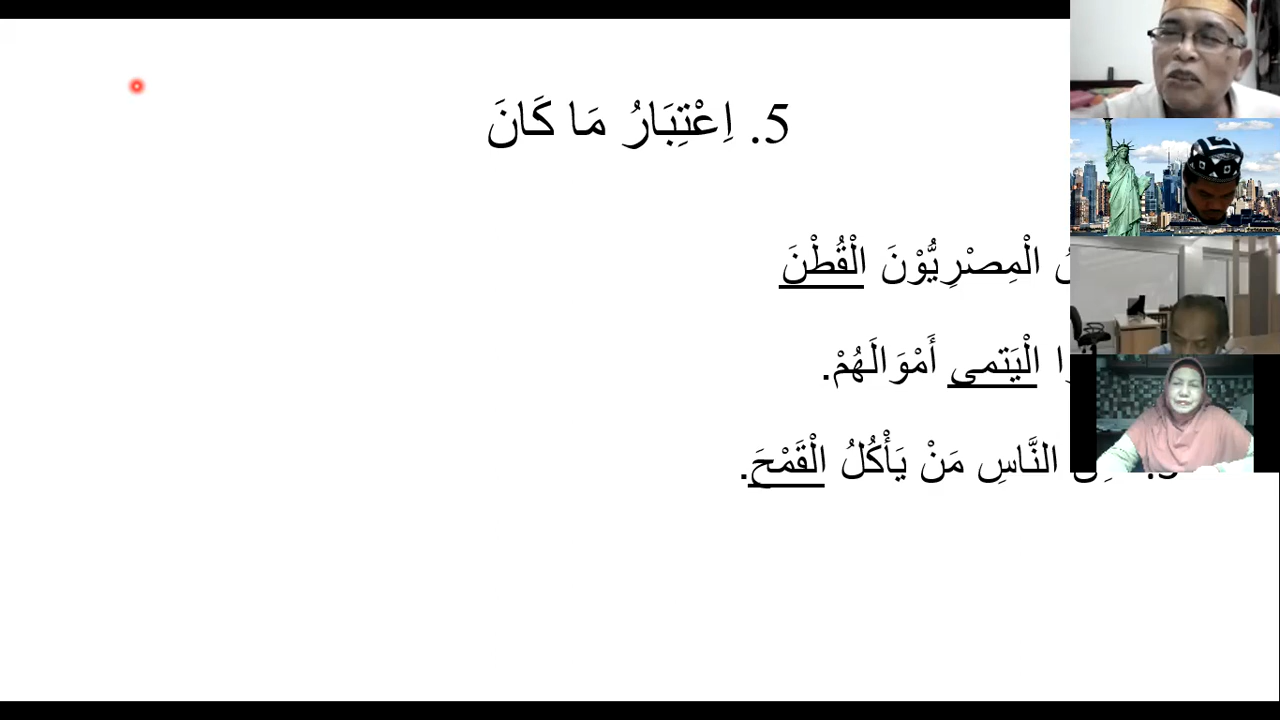 5. اِعْتِبَارُ مَا كَانَ
الْمِصْرِيُّوْنَ الْقُطْنَ
الْيَتمى أَمْوَالَهُمْ.
النَّاسِ مَنْ يَأْكُلُ الْقَمْحَ.